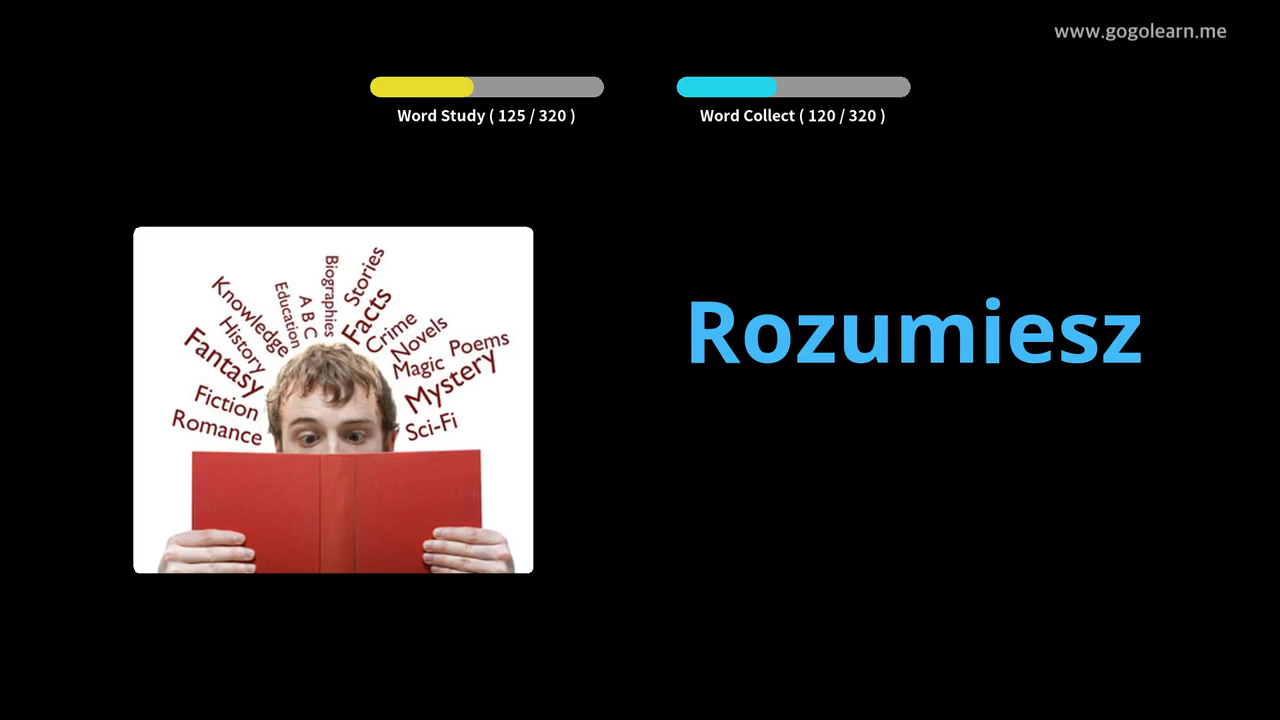 www.gogolearn.me
Word Study ( 125 / 320 )
Word Collect ( 120 / 320 )
Rozumiesz
Knowledge
History
Fantasy
Fiction
Romance
Education
A B C
Biographies
Stories
Facts
Crime
Novels
Poems
Magic
Mystery
Sci-Fi